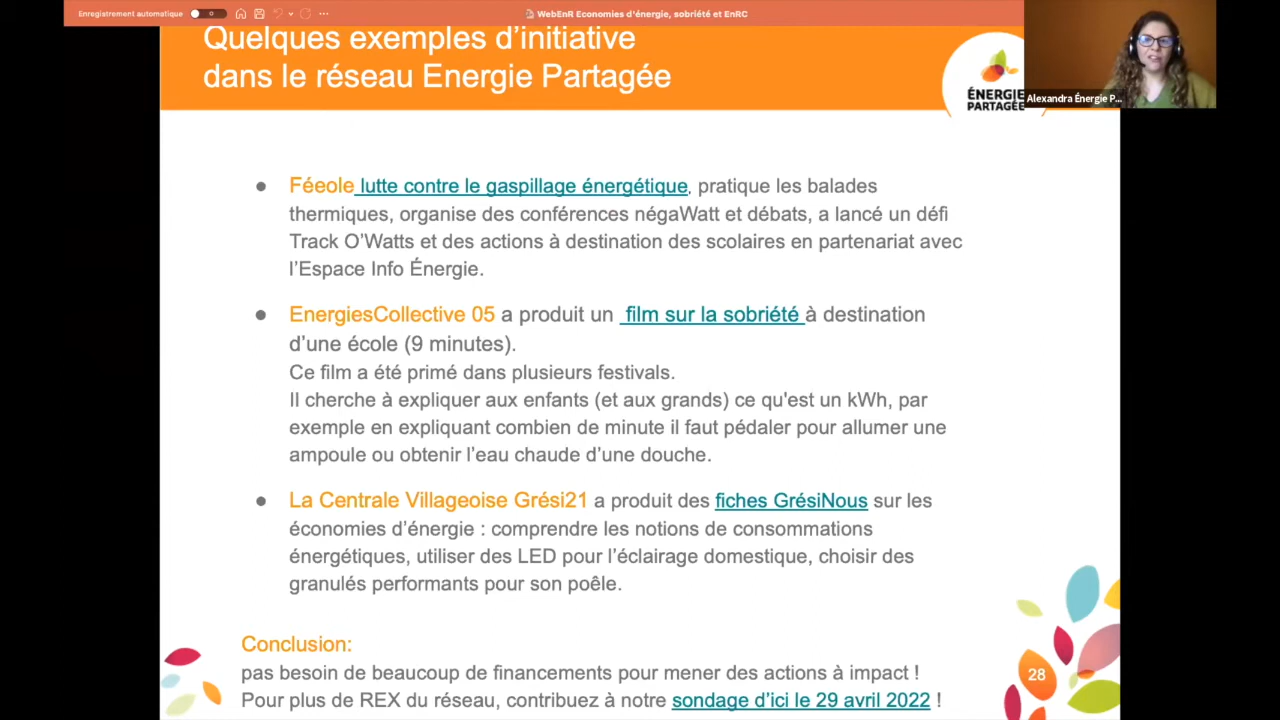 Enregistrement automatique
WebEnR Economies d'énergie, sobriété et EnRC
Quelques exemples d'initiative
dans le réseau Energie Partagée
ÉNERGIE
PARTAGÉE
Alexandra Énergie P...
● Féeole lutte contre le gaspillage énergétique, pratique les balades
thermiques, organise des conférences négaWatt et débats, a lancé un défi
Track O'Watts et des actions à destination des scolaires en partenariat avec
l'Espace Info Énergie.
● EnergiesCollective 05 a produit un film sur la sobriété à destination
d'une école (9 minutes).
Ce film a été primé dans plusieurs festivals.
Il cherche à expliquer aux enfants (et aux grands) ce qu'est un kWh, par
exemple en expliquant combien de minute il faut pédaler pour allumer une
ampoule ou obtenir l'eau chaude d'une douche.
● La Centrale Villageoise Grési21 a produit des fiches GrésiNous sur les
économies d'énergie : comprendre les notions de consommations
énergétiques, utiliser des LED pour l'éclairage domestique, choisir des
granulés performants pour son poêle.
Conclusion:
pas besoin de beaucoup de financements pour mener des actions à impact !
Pour plus de REX du réseau, contribuez à notre sondage d'ici le 29 avril 2022 !
28